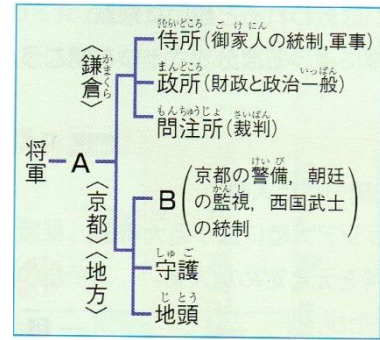 さむらいどころ ごけにん
侍所(御家人の統制,軍事)
まんどころ いっぱん
政所(財政と政治一般)
もんちゅうじょ さいばん
問注所(裁判)
〈鎌倉〉
かまくら
将軍
A
〈京都〉〈地方〉
B
けいび
京都の警備,朝廷
かんし
の監視,西国武士
の統制
しゅご
守護
じとう
地頭